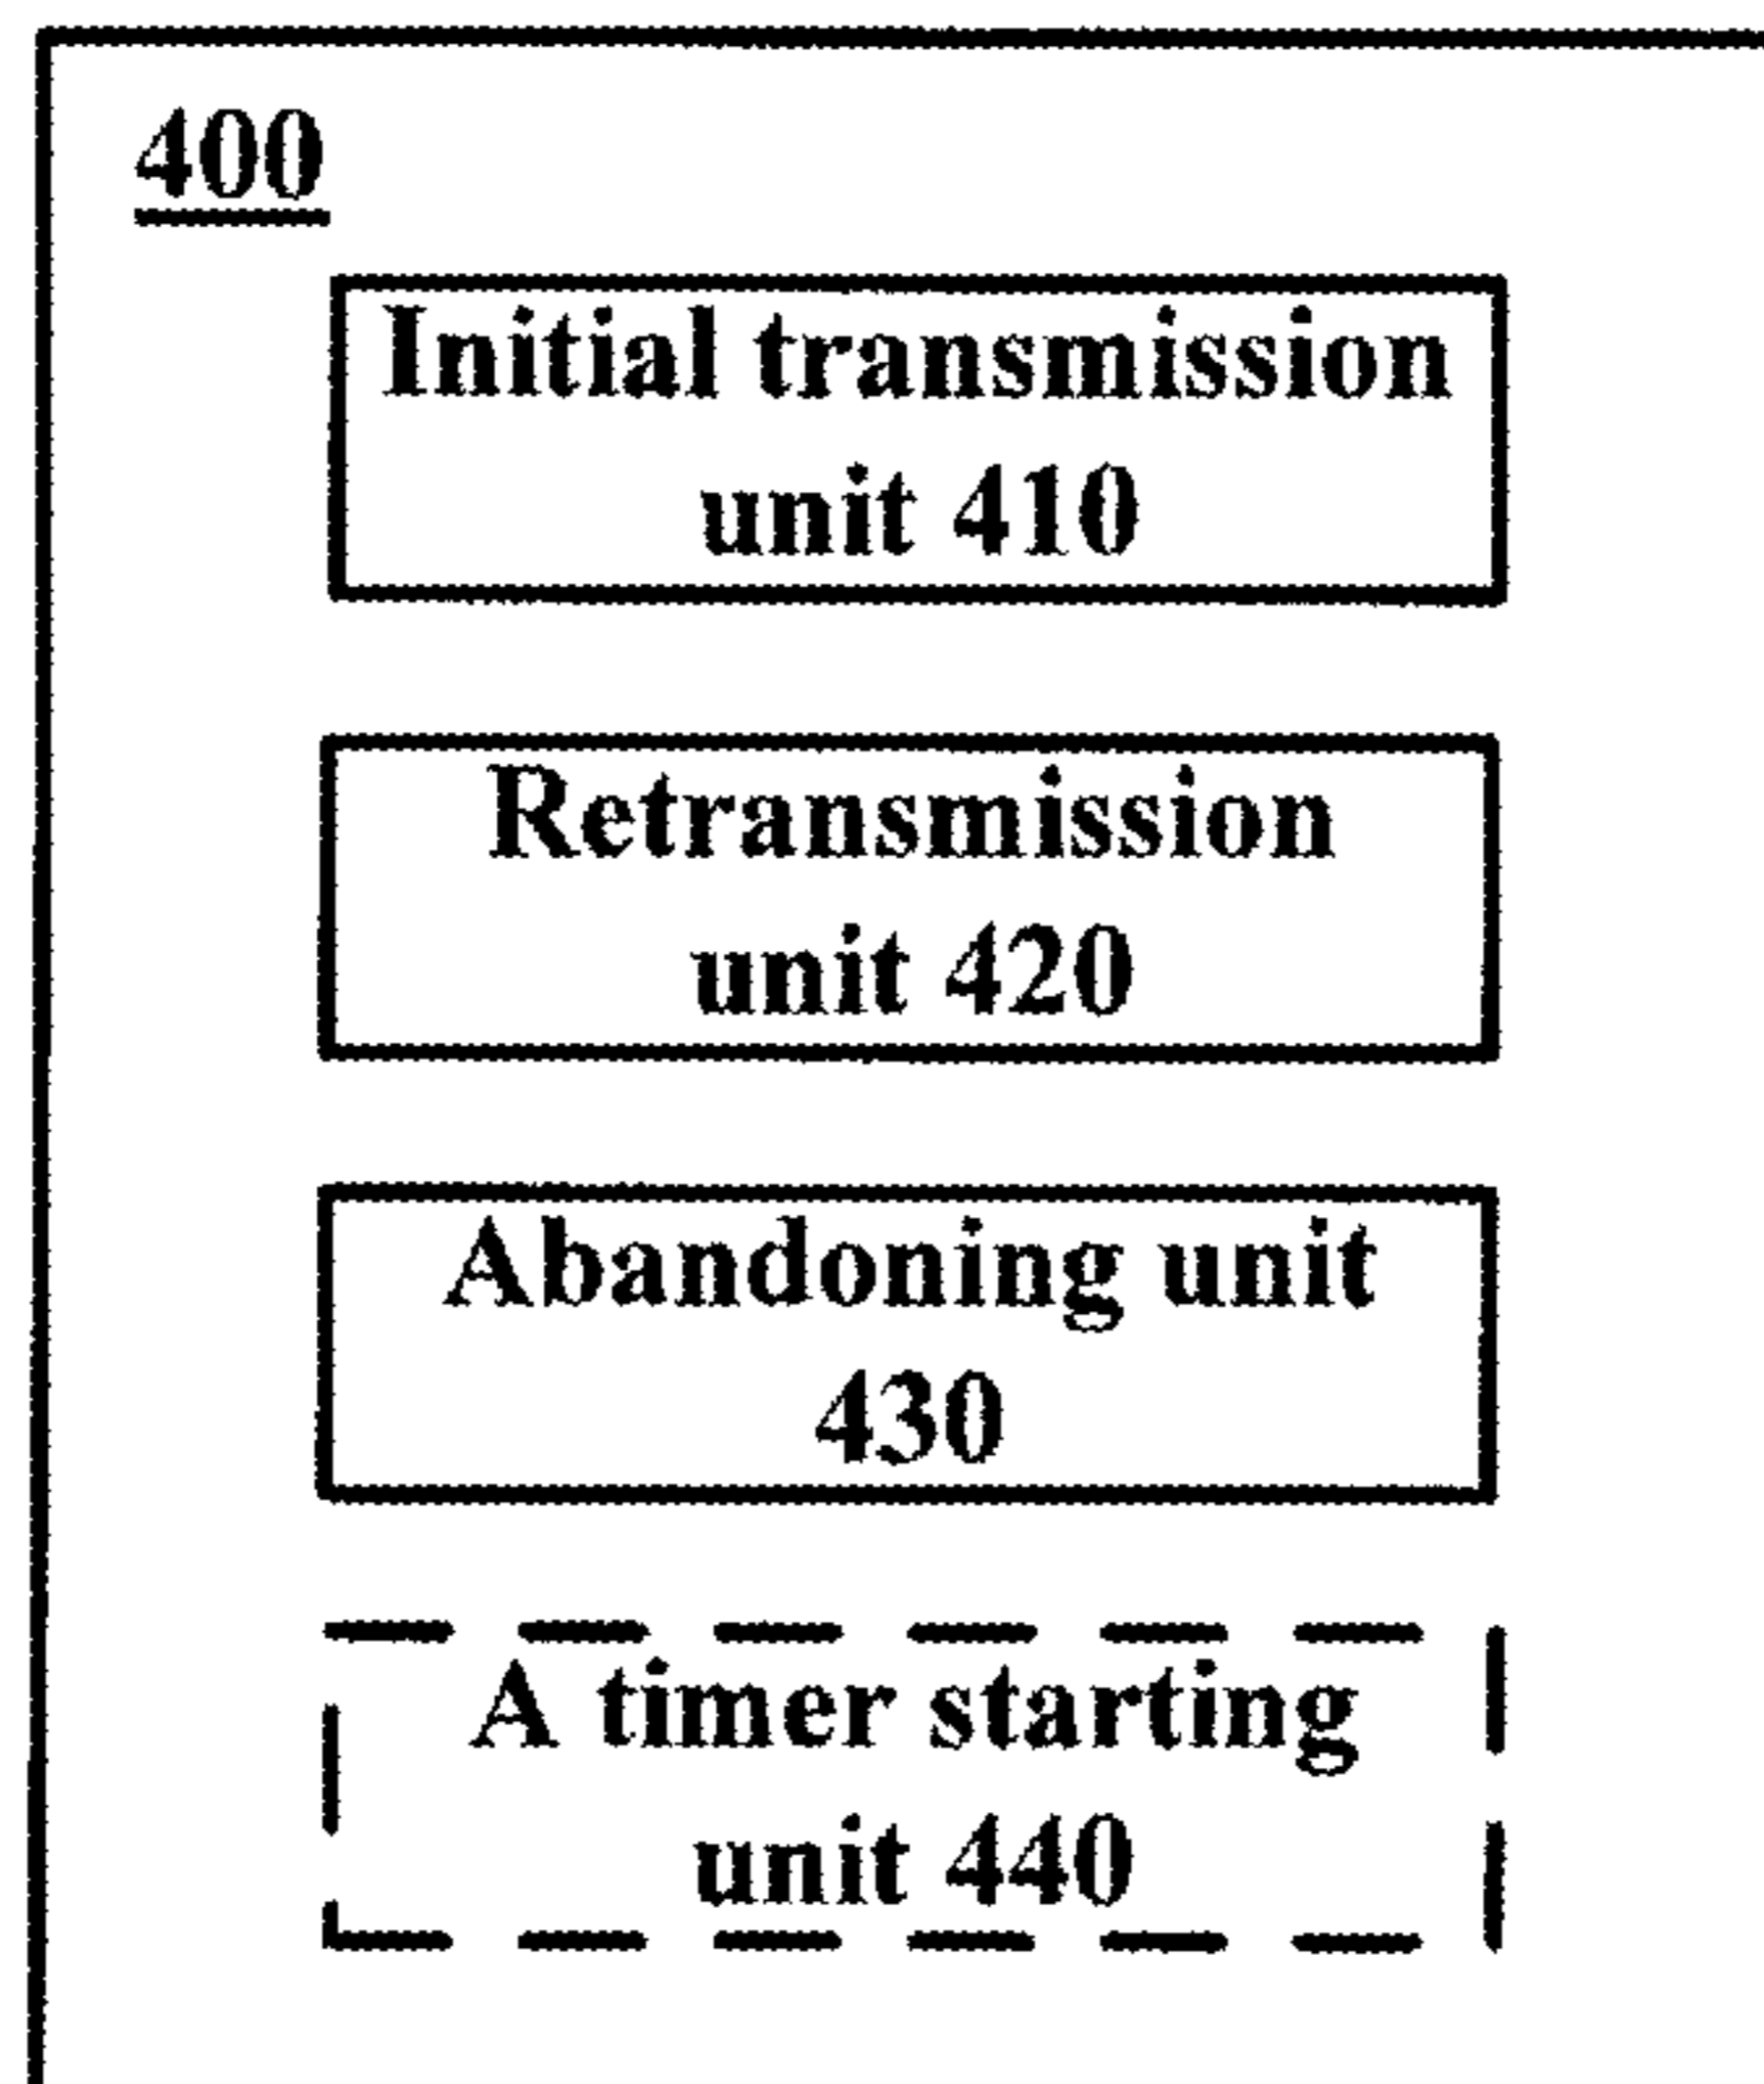 400
Initial transmission
unit 410
Retransmission
unit 420
Abandoning unit
430
A timer starting
unit 440